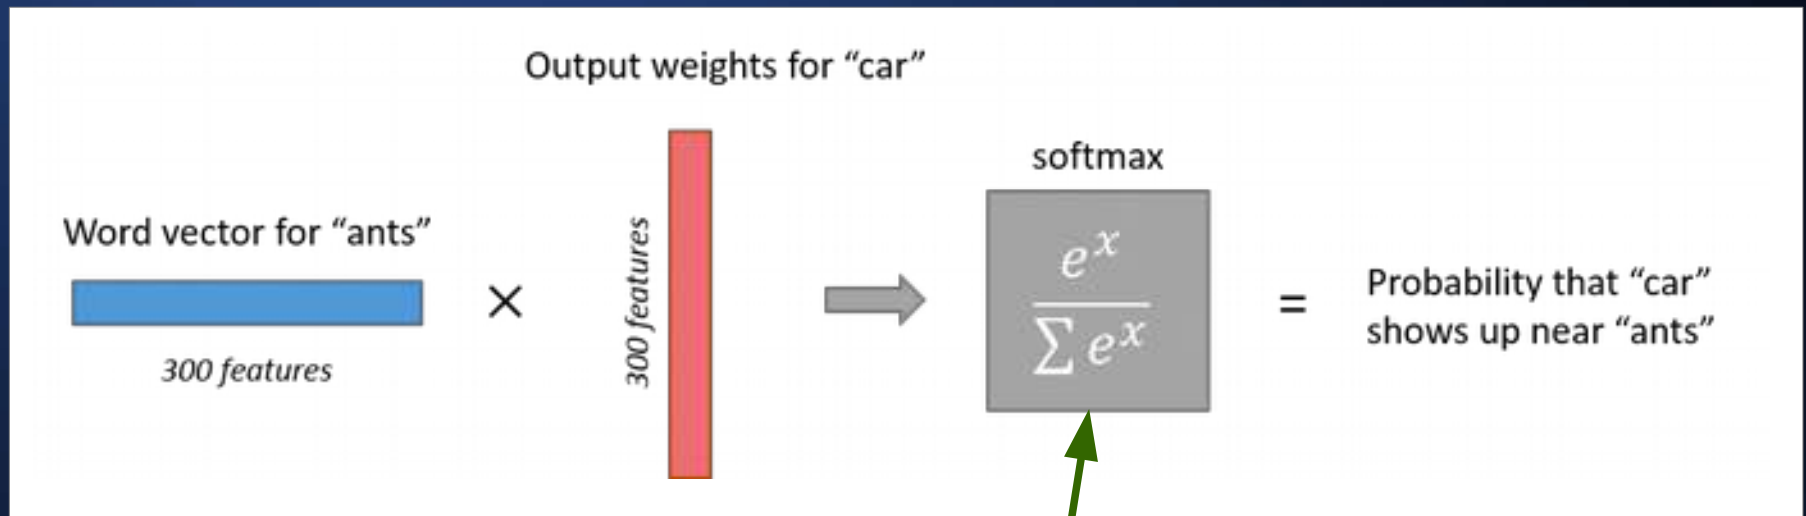 Output weights for “car”
softmax
Word vector for “ants”
300 features
×
300 features
e^x
∑ e^x
=
Probability that “car”
shows up near “ants”